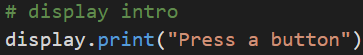 # display intro
display.print("Press a button")